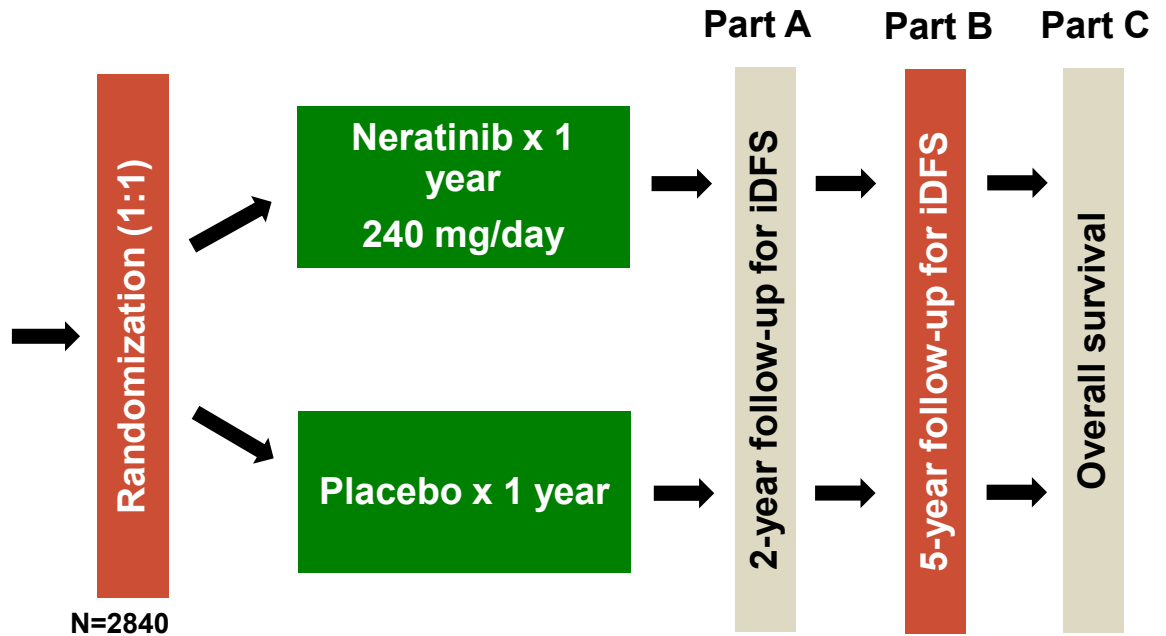 Part A
Part B
Part C
Randomization (1:1)
N=2840
Neratinib x 1
year
240 mg/day
Placebo x 1 year
2-year follow-up for iDFS
5-year follow-up for iDFS
Overall survival